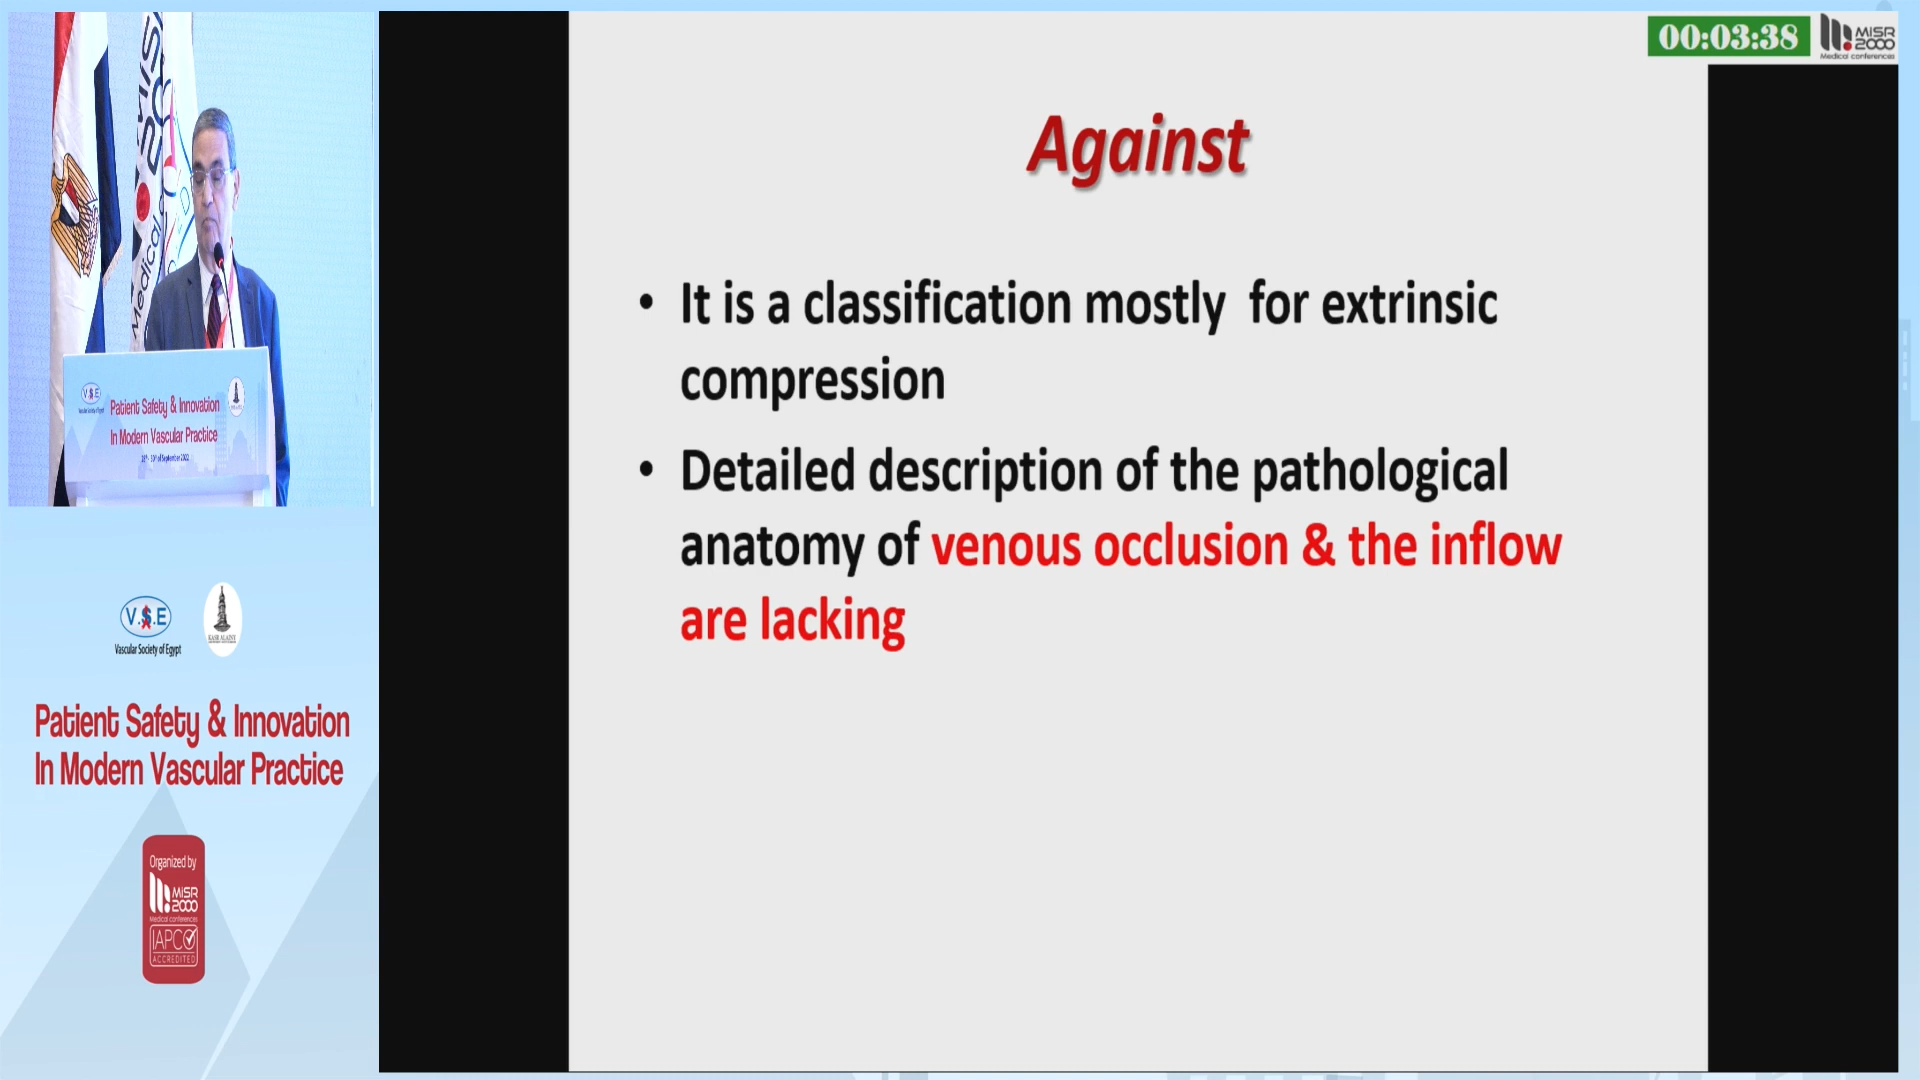 00:03:38
MISR
2000
Medical conferences
Against
• It is a classification mostly for extrinsic
compression
• Detailed description of the pathological
anatomy of venous occlusion & the inflow
are lacking
Medical
V.S.E
Patient Safety & Innovation
In Modern Vascular Practice
V.S.E
Vascular Society of Egypt
KASR ALAINY
Patient Safety & Innovation
In Modern Vascular Practice
Organized by
MISR
2000
Medical conferences
IAPCO
ACCREDITED